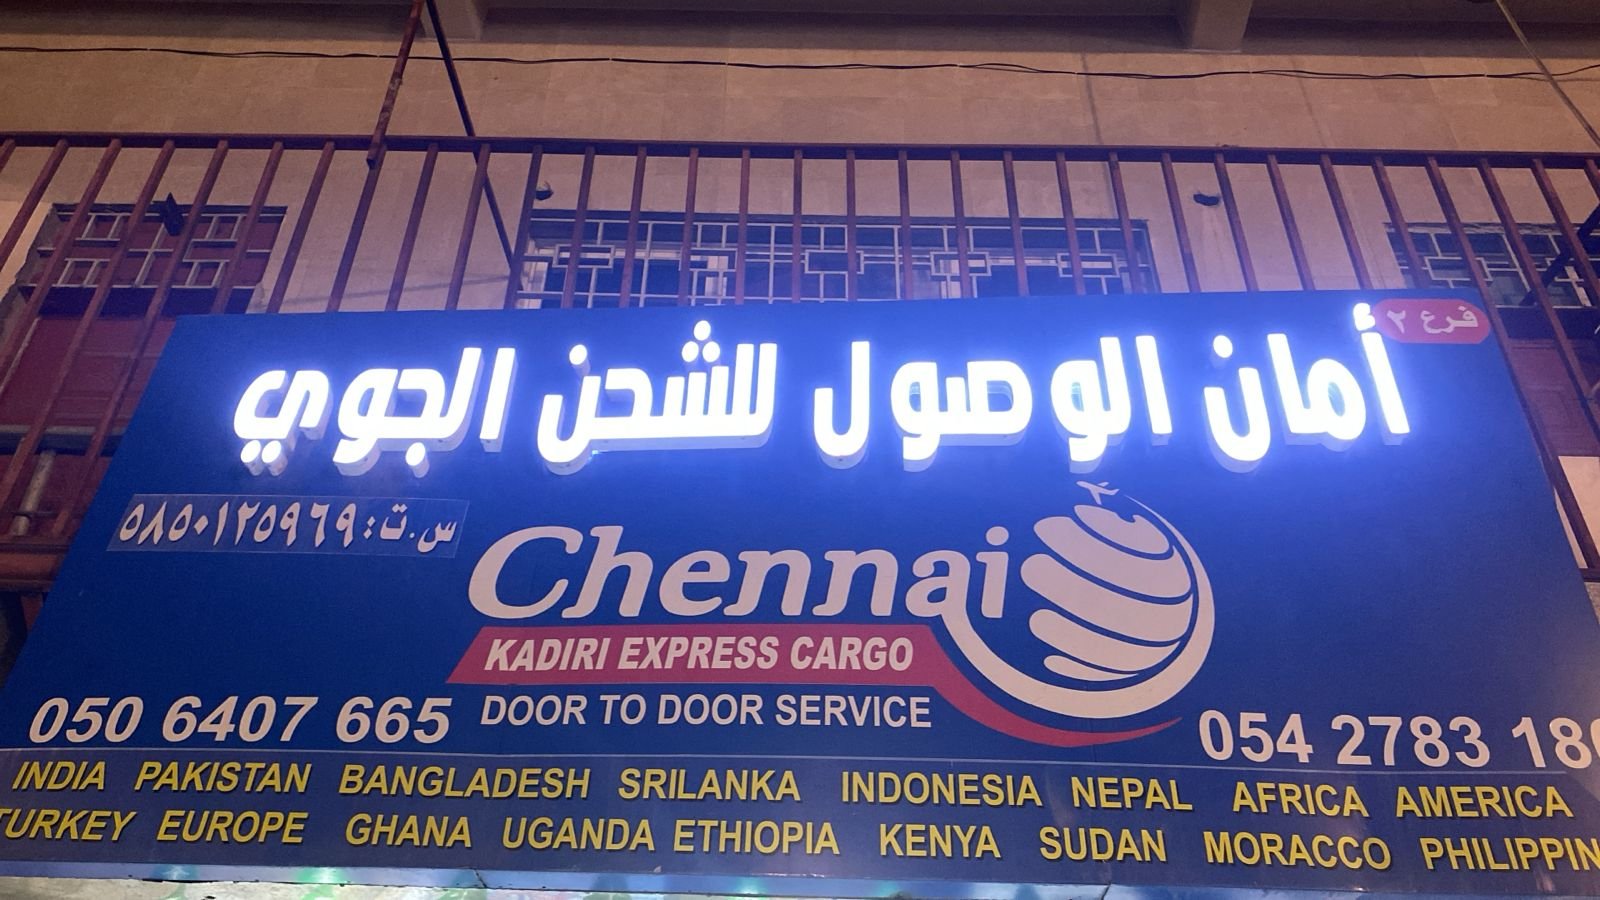 فرع ٢
أمان الوصول للشحن الجوي
س.ت: ٥٨٥٠١٢٥٩٦٩
Chennai
KADIRI EXPRESS CARGO
DOOR TO DOOR SERVICE
050 6407 665
054 2783 18
INDIA PAKISTAN BANGLADESH SRILANKA INDONESIA NEPAL AFRICA AMERICA
TURKEY EUROPE GHANA UGANDA ETHIOPIA KENYA SUDAN MORACCO PHILIPPIN